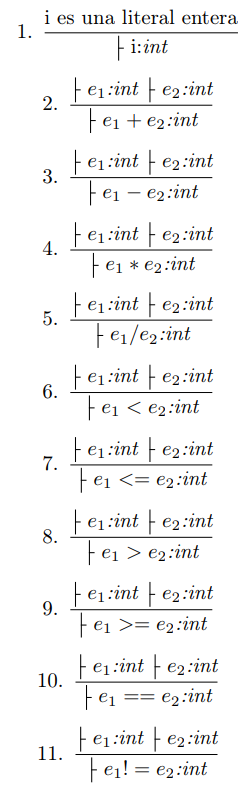 i es una literal entera
1.
⊢ i:int
⊢ e₁:int ⊢ e₂:int
2.
⊢ e₁ + e₂:int
⊢ e₁:int ⊢ e₂:int
3.
⊢ e₁ − e₂:int
⊢ e₁:int ⊢ e₂:int
4.
⊢ e₁ ∗ e₂:int
⊢ e₁:int ⊢ e₂:int
5.
⊢ e₁/e₂:int
⊢ e₁:int ⊢ e₂:int
6.
⊢ e₁ < e₂:int
⊢ e₁:int ⊢ e₂:int
7.
⊢ e₁ <= e₂:int
⊢ e₁:int ⊢ e₂:int
8.
⊢ e₁ > e₂:int
⊢ e₁:int ⊢ e₂:int
9.
⊢ e₁ >= e₂:int
⊢ e₁:int ⊢ e₂:int
10.
⊢ e₁ == e₂:int
⊢ e₁:int ⊢ e₂:int
11.
⊢ e₁! = e₂:int